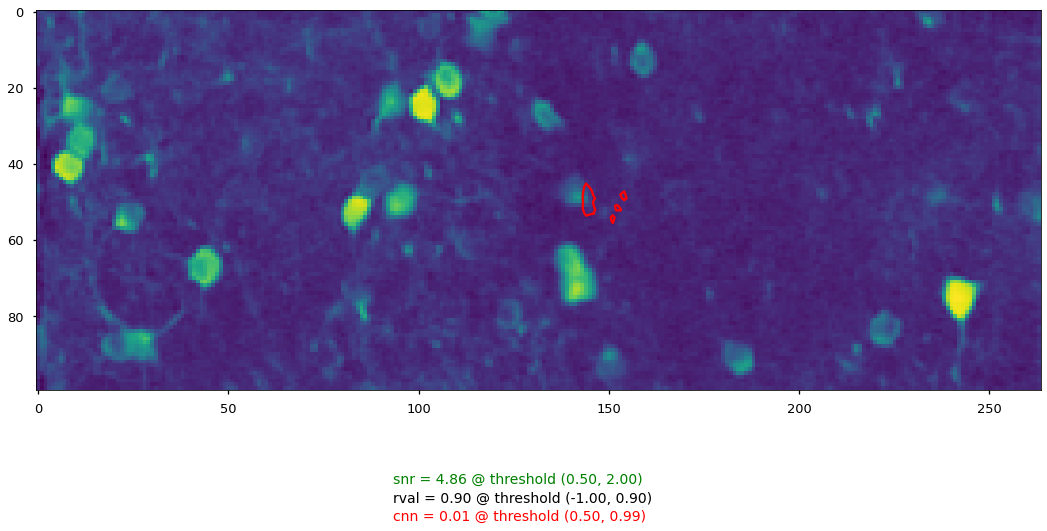 0
20
40
60
80
0 50 100 150 200 250
snr = 4.86 @ threshold (0.50, 2.00)
rval = 0.90 @ threshold (-1.00, 0.90)
cnn = 0.01 @ threshold (0.50, 0.99)